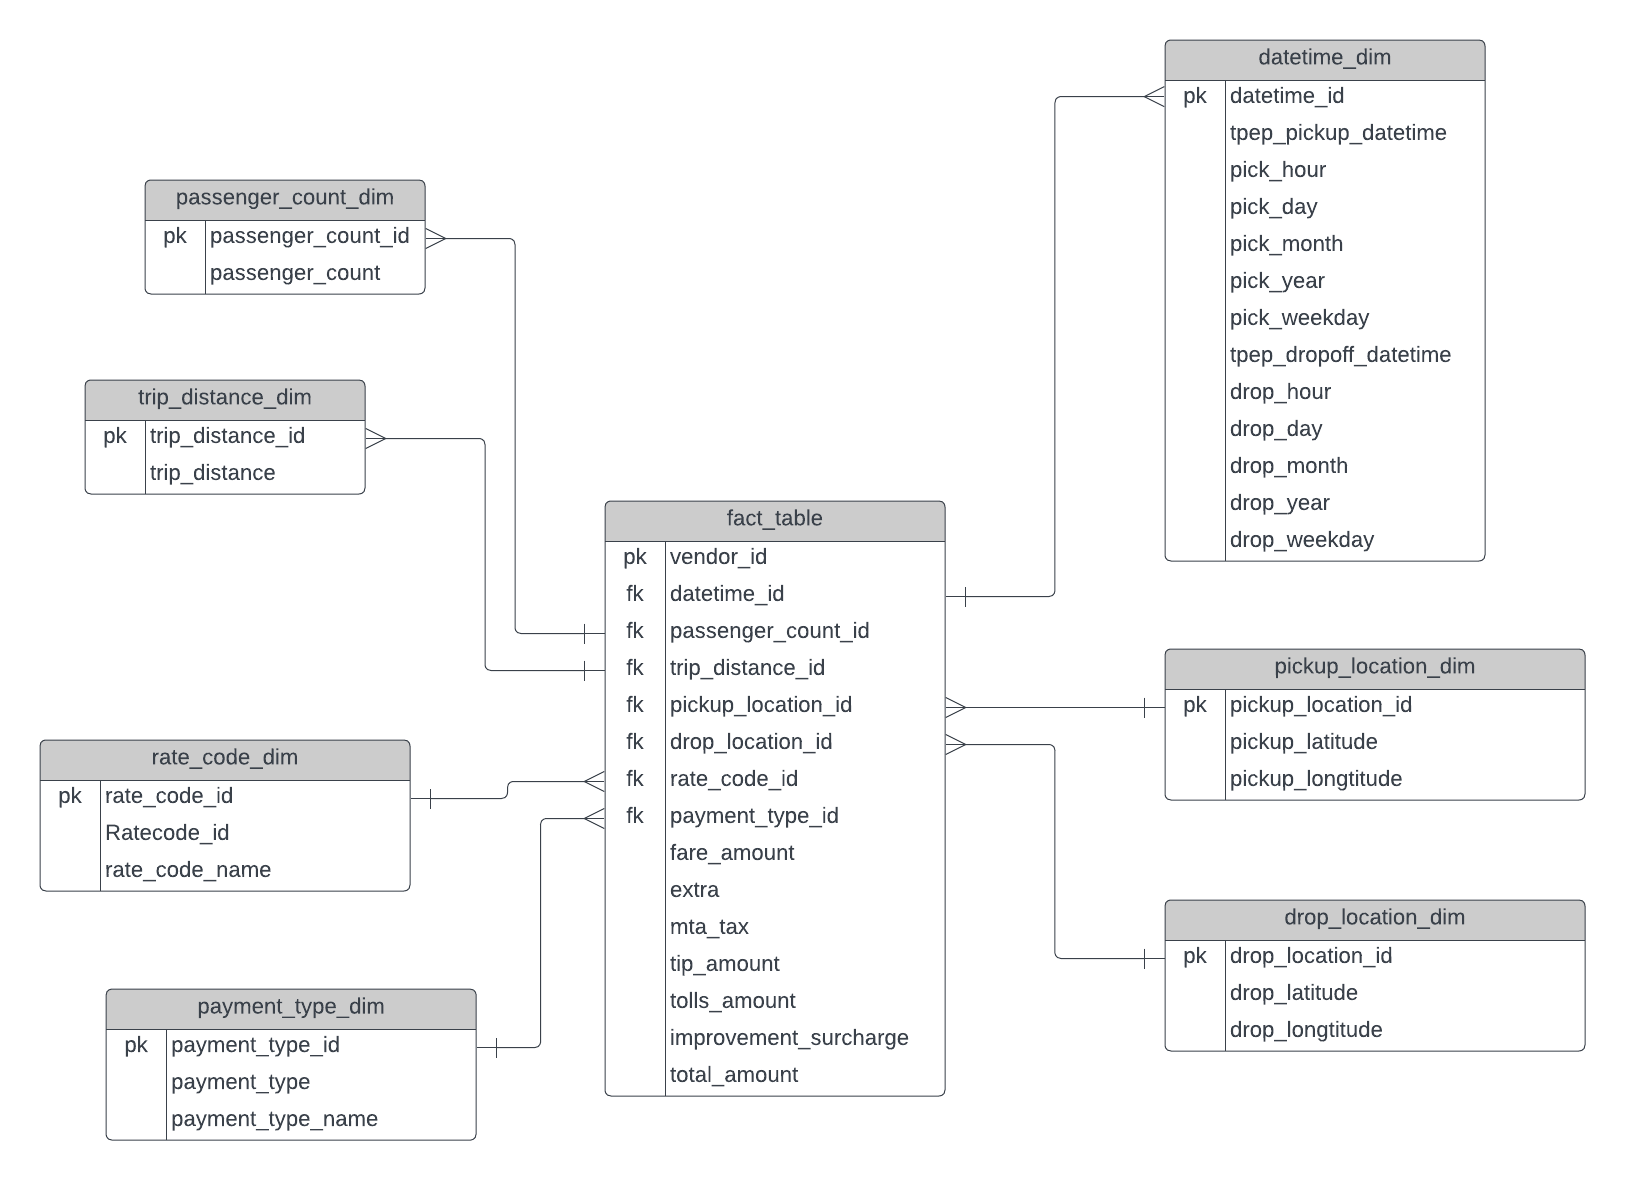 datetime_dim
pk datetime_id
tpep_pickup_datetime
pick_hour
pick_day
pick_month
pick_year
pick_weekday
tpep_dropoff_datetime
drop_hour
drop_day
drop_month
drop_year
drop_weekday
passenger_count_dim
pk passenger_count_id
passenger_count
trip_distance_dim
pk trip_distance_id
trip_distance
fact_table
pk vendor_id
fk datetime_id
fk passenger_count_id
fk trip_distance_id
fk pickup_location_id
fk drop_location_id
fk rate_code_id
fk payment_type_id
fare_amount
extra
mta_tax
tip_amount
tolls_amount
improvement_surcharge
total_amount
pickup_location_dim
pk pickup_location_id
pickup_latitude
pickup_longtitude
rate_code_dim
pk rate_code_id
Ratecode_id
rate_code_name
drop_location_dim
pk drop_location_id
drop_latitude
drop_longtitude
payment_type_dim
pk payment_type_id
payment_type
payment_type_name